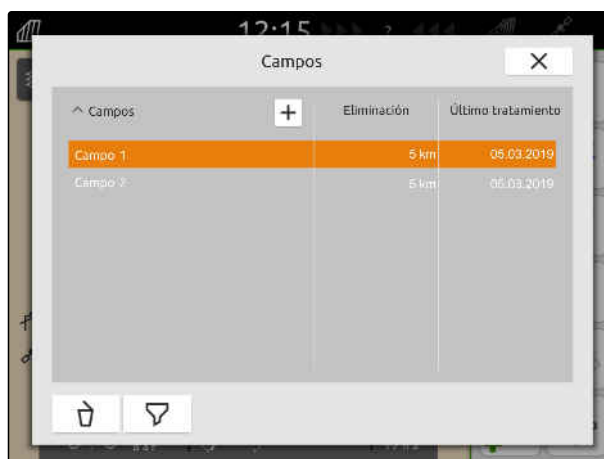 12:15
Campos
Campos + Eliminación Último tratamiento
Campo 1 5 km 05.03.2019
Campo 2 5 km 05.03.2019